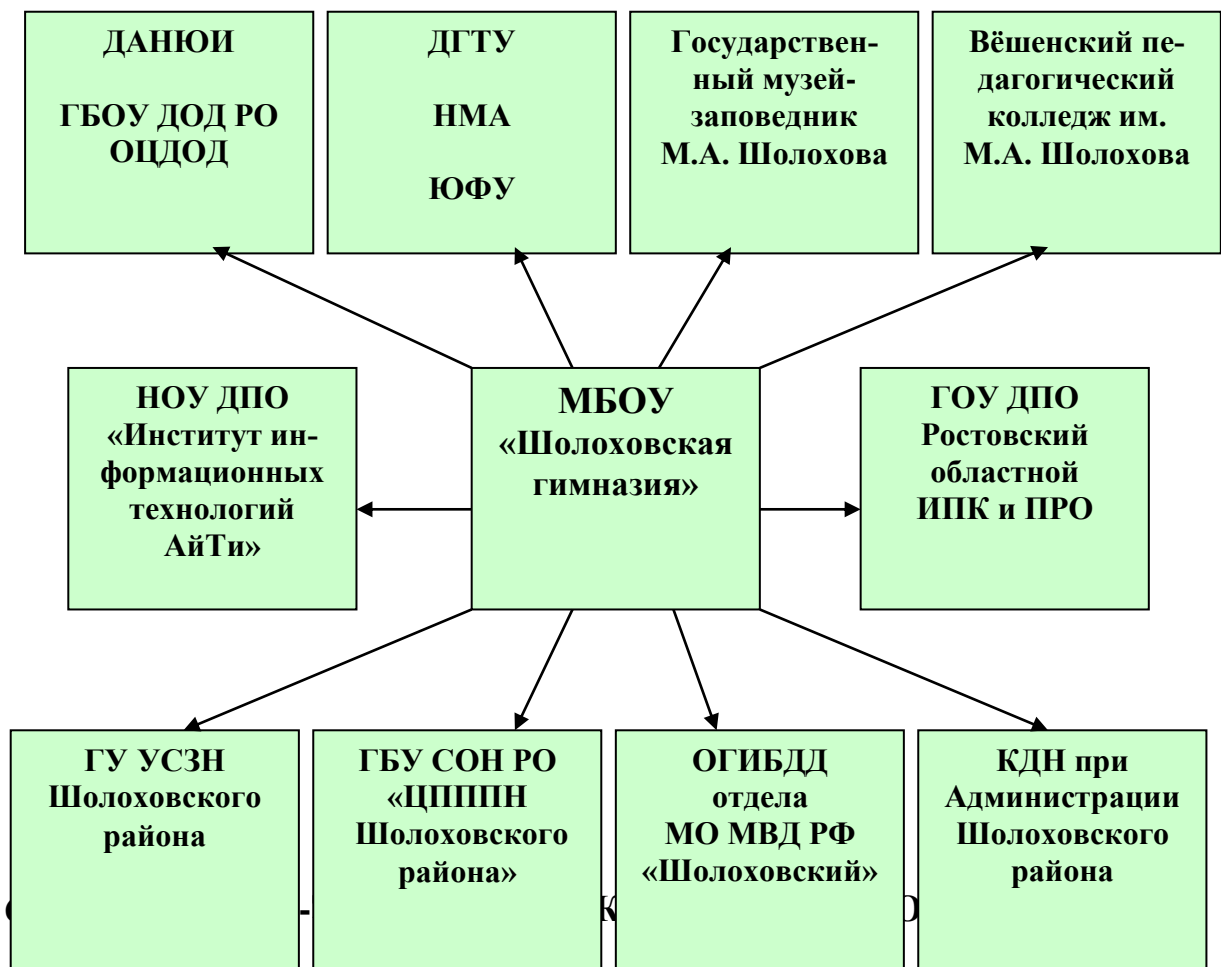 ДАНЮИ
ГБОУ ДОД РО
ОЦДОД
ДГТУ
НМА
ЮФУ
Государствен-
ный музей-
заповедник
М.А. Шолохова
Вёшенский пе-
дагогический
колледж им.
М.А. Шолохова
НОУ ДПО
«Институт ин-
формационных
технологий
АйТи»
МБОУ
«Шолоховская
гимназия»
ГОУ ДПО
Ростовский
областной
ИПК и ПРО
ГУ УСЗН
Шолоховского
района
ГБУ СОН РО
«ЦПППН
Шолоховского
района»
ОГИБДД
отдела
МО МВД РФ
«Шолоховский»
КДН при
Администрации
Шолоховского
района